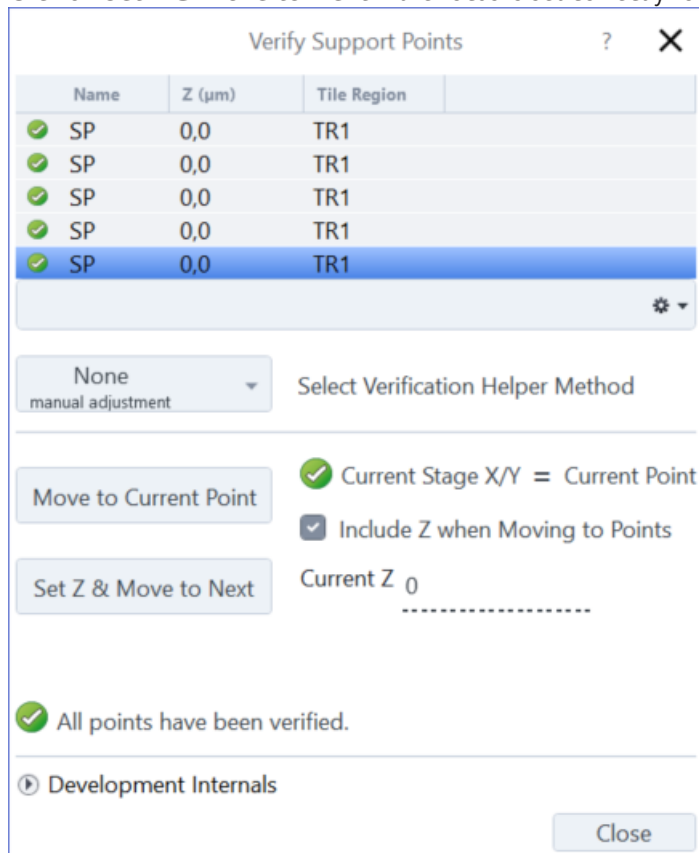 Verify Support Points ?
Name Z (µm) Tile Region
SP 0,0 TR1
SP 0,0 TR1
SP 0,0 TR1
SP 0,0 TR1
SP 0,0 TR1
None
manual adjustment
Select Verification Helper Method
Move to Current Point
Current Stage X/Y = Current Point
Include Z when Moving to Points
Set Z & Move to Next
Current Z 0
All points have been verified.
Development Internals
Close